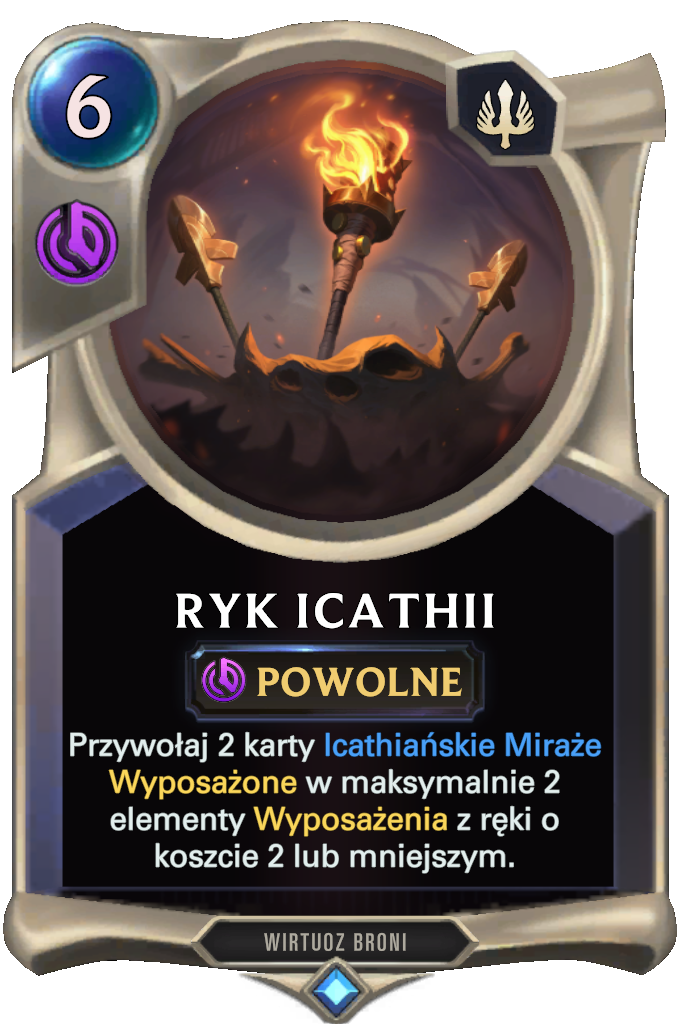 6
RYK ICATHII
POWOLNE
Przywołaj 2 karty Icathiańskie Miraże
Wyposażone w maksymalnie 2
elementy Wyposażenia z ręki o
koszcie 2 lub mniejszym.
WIRTUOZ BRONI